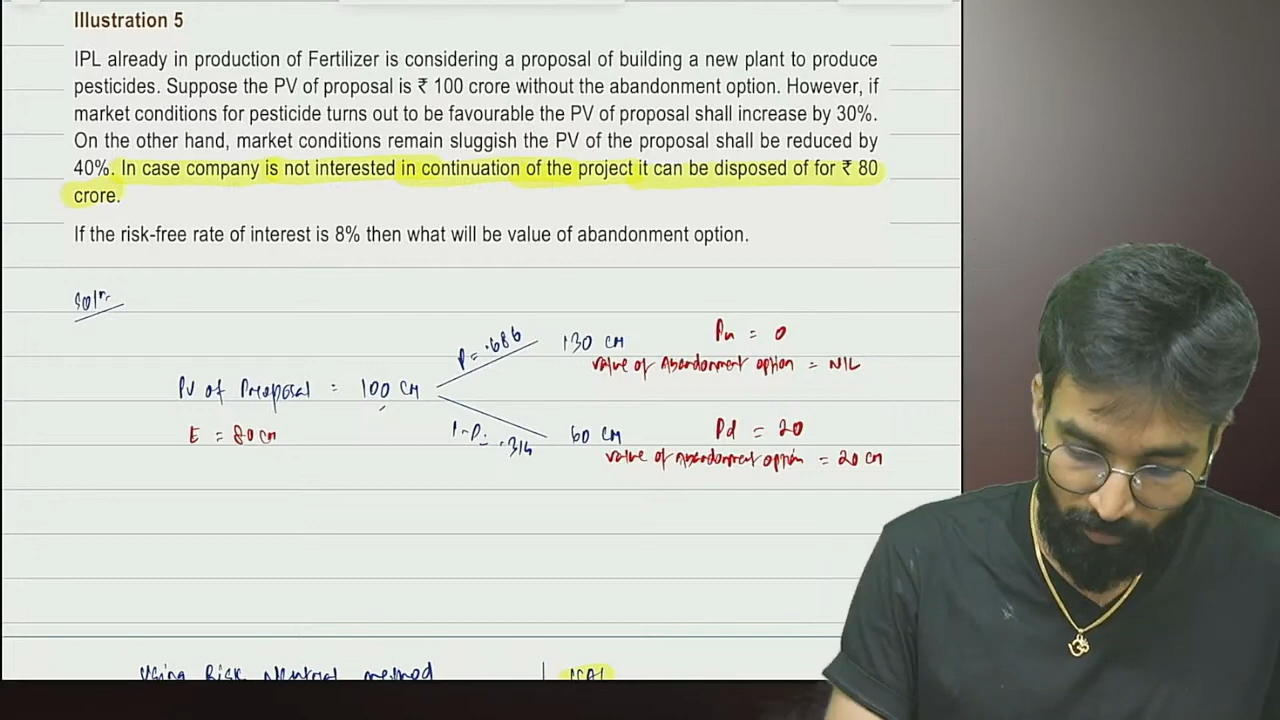 Illustration 5
IPL already in production of Fertilizer is considering a proposal of building a new plant to produce
pesticides. Suppose the PV of proposal is ₹ 100 crore without the abandonment option. However, if
market conditions for pesticide turns out to be favourable the PV of proposal shall increase by 30%.
On the other hand, market conditions remain sluggish the PV of the proposal shall be reduced by
40%. In case company is not interested in continuation of the project it can be disposed of for ₹ 80
crore.
If the risk-free rate of interest is 8% then what will be value of abandonment option.
Soln.
P = .686 130 Cr Pu = 0
value of Abandonment option = NIL
PV of Proposal = 100 Cr
E = 80 Cr 1-P = .314 60 Cr Pd = 20
value of Abandonment option = 20 Cr
Using Risk Neutral method